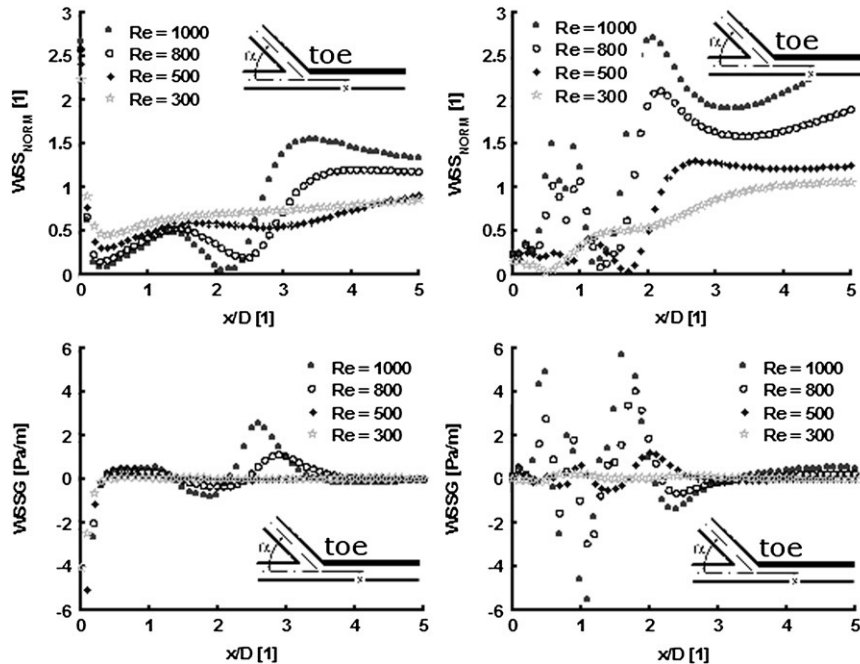 WSS_NORM [1]
3
2.5
2
1.5
1
0.5
0
Re = 1000
Re = 800
Re = 500
Re = 300
α
toe
x
0 1 2 3 4 5
x/D [1]
WSS_NORM [1]
3
2.5
2
1.5
1
0.5
0
Re = 1000
Re = 800
Re = 500
Re = 300
α
toe
x
0 1 2 3 4 5
x/D [1]
WSSG [Pa/m]
6
4
2
0
-2
-4
-6
Re = 1000
Re = 800
Re = 500
Re = 300
α
toe
x
0 1 2 3 4 5
x/D [1]
WSSG [Pa/m]
6
4
2
0
-2
-4
-6
Re = 1000
Re = 800
Re = 500
Re = 300
α
toe
x
0 1 2 3 4 5
x/D [1]